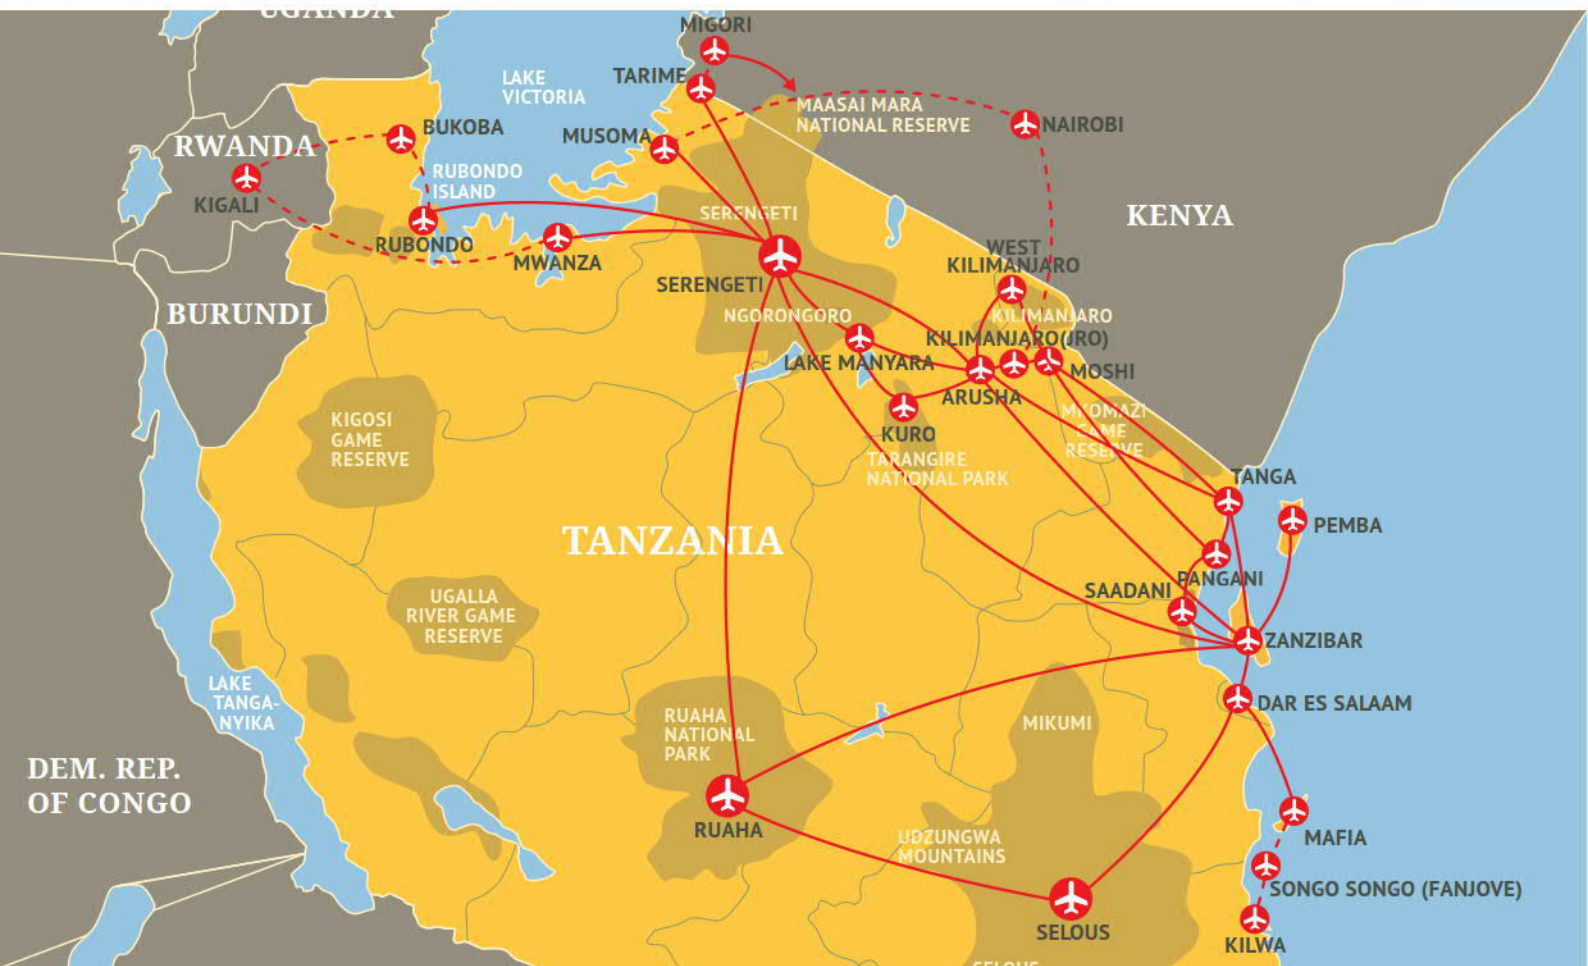 UGANDA
MIGORI
TARIME
LAKE
VICTORIA
MAASAI MARA
NATIONAL RESERVE
NAIROBI
BUKOBA
MUSOMA
RWANDA
RUBONDO
ISLAND
KIGALI
SERENGETI
KENYA
RUBONDO
MWANZA
WEST
KILIMANJARO
SERENGETI
BURUNDI
NGORONGORO
KILIMANJARO
KILIMANJARO(JRO)
LAKE MANYARA
MOSHI
ARUSHA
KIGOSI
GAME
RESERVE
MKOMAZI
GAME
RESERVE
KURO
TARANGIRE
NATIONAL PARK
TANGA
PEMBA
TANZANIA
PANGANI
SAADANI
UGALLA
RIVER GAME
RESERVE
ZANZIBAR
LAKE
TANGA-
NYIKA
DAR ES SALAAM
RUAHA
NATIONAL
PARK
MIKUMI
DEM. REP.
OF CONGO
RUAHA
UDZUNGWA
MOUNTAINS
MAFIA
SONGO SONGO (FANJOVE)
SELOUS
KILWA
SELOUS